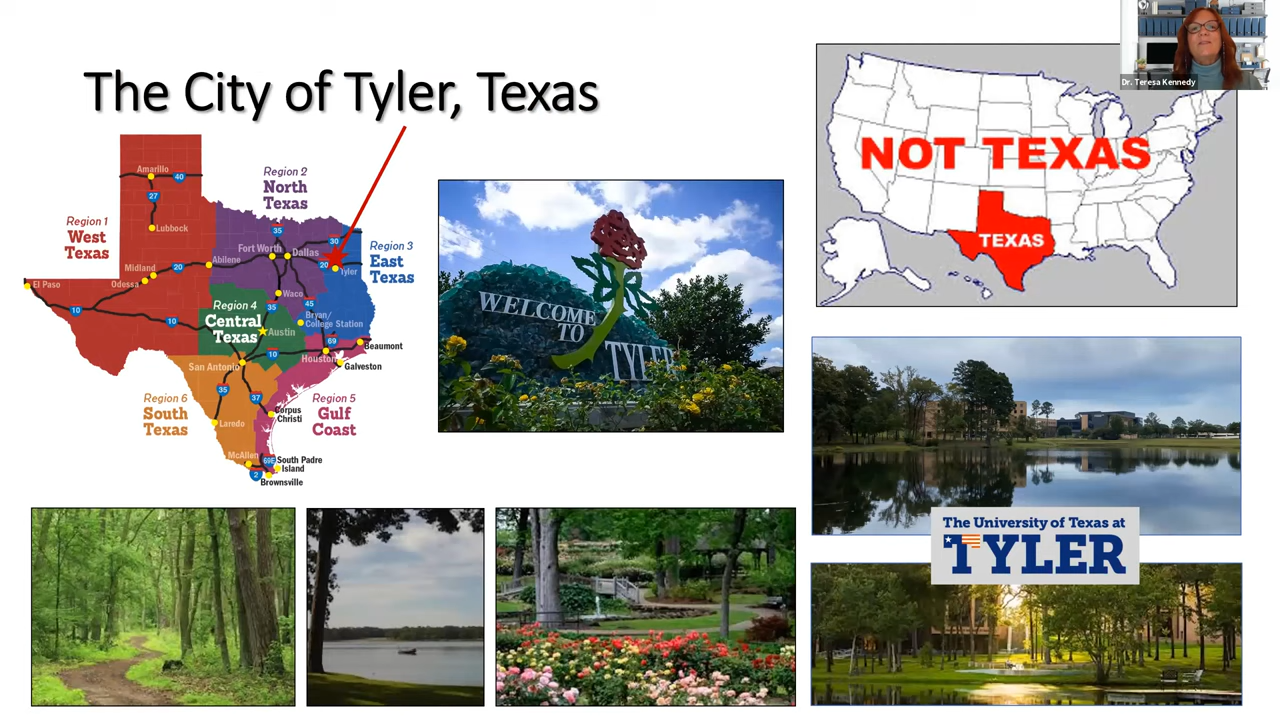 The City of Tyler, Texas
Dr. Teresa Kennedy
NOT TEXAS
TEXAS
Region 1
West
Texas
Region 2
North
Texas
Region 3
East
Texas
Region 4
Central
Texas
Region 5
Gulf
Coast
Region 6
South
Texas
Amarillo
40
27
Lubbock
35
30
Fort Worth
Dallas
20
Tyler
Abilene
Midland
20
Odessa
El Paso
Waco
10
10
35
45
Bryan/
College Station
Austin
69
Beaumont
10
Houston
San Antonio
Galveston
35
37
Corpus
Christi
Laredo
McAllen
69E
South Padre
Island
2
Brownsville
WELCOME
TO
TYLER
The University of Texas at
TYLER